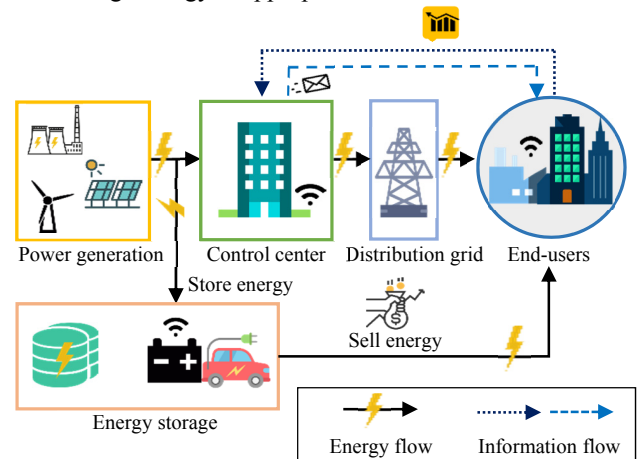 Power generation
Control center
Distribution grid
End-users
Store energy
Sell energy
Energy storage
Energy flow
Information flow